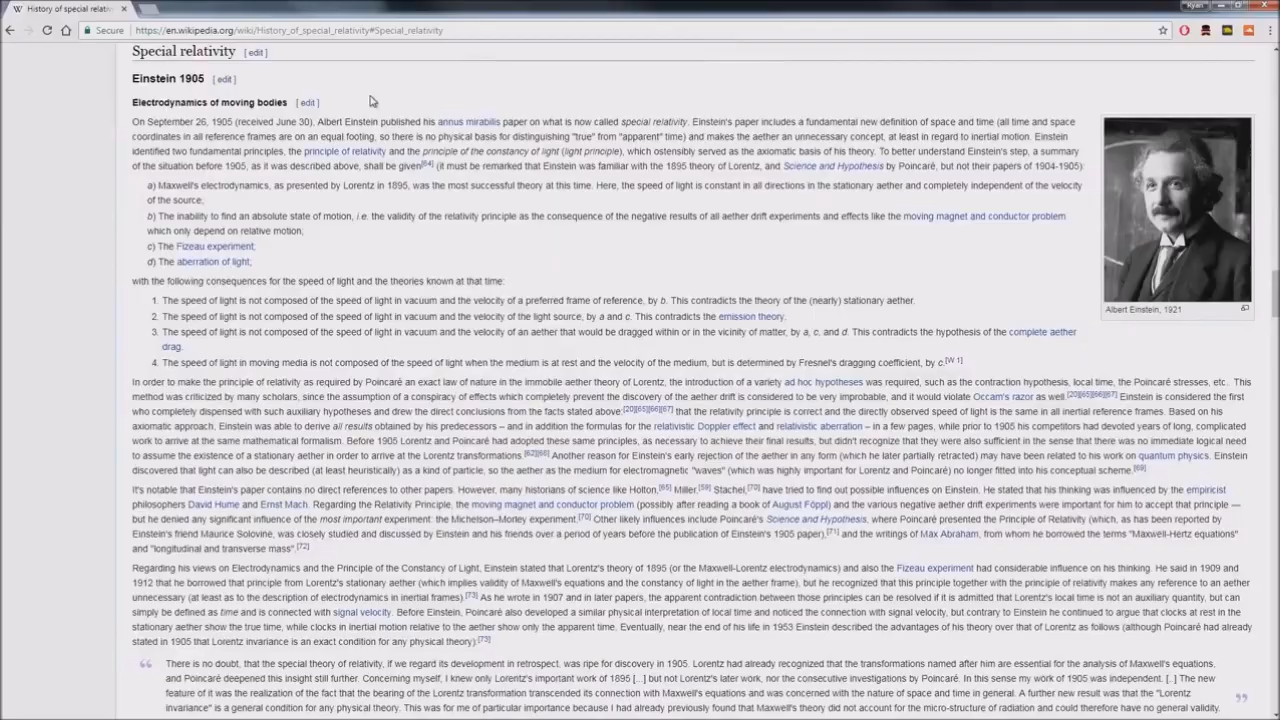 History of special relativ
Ryan
Secure
https://en.wikipedia.org/wiki/History_of_special_relativity#Special_relativity
Special relativity [ edit ]
Einstein 1905 [ edit ]
Electrodynamics of moving bodies [ edit ]
On September 26, 1905 (received June 30), Albert Einstein published his annus mirabilis paper on what is now called special relativity. Einstein's paper includes a fundamental new definition of space and time (all time and space
coordinates in all reference frames are on an equal footing, so there is no physical basis for distinguishing "true" from "apparent" time) and makes the aether an unnecessary concept, at least in regard to inertial motion. Einstein
identified two fundamental principles, the principle of relativity and the principle of the constancy of light (light principle), which ostensibly served as the axiomatic basis of his theory. To better understand Einstein's step, a summary
of the situation before 1905, as it was described above, shall be given[64] (it must be remarked that Einstein was familiar with the 1895 theory of Lorentz, and Science and Hypothesis by Poincaré, but not their papers of 1904-1905):
a) Maxwell's electrodynamics, as presented by Lorentz in 1895, was the most successful theory at this time. Here, the speed of light is constant in all directions in the stationary aether and completely independent of the velocity
of the source;
b) The inability to find an absolute state of motion, i.e. the validity of the relativity principle as the consequence of the negative results of all aether drift experiments and effects like the moving magnet and conductor problem
which only depend on relative motion;
c) The Fizeau experiment;
d) The aberration of light;
with the following consequences for the speed of light and the theories known at that time:
1. The speed of light is not composed of the speed of light in vacuum and the velocity of a preferred frame of reference, by b. This contradicts the theory of the (nearly) stationary aether.
2. The speed of light is not composed of the speed of light in vacuum and the velocity of the light source, by a and c. This contradicts the emission theory.
3. The speed of light is not composed of the speed of light in vacuum and the velocity of an aether that would be dragged within or in the vicinity of matter, by a, c, and d. This contradicts the hypothesis of the complete aether
drag.
4. The speed of light in moving media is not composed of the speed of light when the medium is at rest and the velocity of the medium, but is determined by Fresnel's dragging coefficient, by c.[W 1]
Albert Einstein, 1921
In order to make the principle of relativity as required by Poincaré an exact law of nature in the immobile aether theory of Lorentz, the introduction of a variety ad hoc hypotheses was required, such as the contraction hypothesis, local time, the Poincaré stresses, etc.. This
method was criticized by many scholars, since the assumption of a conspiracy of effects which completely prevent the discovery of the aether drift is considered to be very improbable, and it would violate Occam's razor as well.[20][65][66][67] Einstein is considered the first
who completely dispensed with such auxiliary hypotheses and drew the direct conclusions from the facts stated above:[20][65][66][67] that the relativity principle is correct and the directly observed speed of light is the same in all inertial reference frames. Based on his
axiomatic approach, Einstein was able to derive all results obtained by his predecessors – and in addition the formulas for the relativistic Doppler effect and relativistic aberration – in a few pages, while prior to 1905 his competitors had devoted years of long, complicated
work to arrive at the same mathematical formalism. Before 1905 Lorentz and Poincaré had adopted these same principles, as necessary to achieve their final results, but didn't recognize that they were also sufficient in the sense that there was no immediate logical need
to assume the existence of a stationary aether in order to arrive at the Lorentz transformations.[62][68] Another reason for Einstein's early rejection of the aether in any form (which he later partially retracted) may have been related to his work on quantum physics. Einstein
discovered that light can also be described (at least heuristically) as a kind of particle, so the aether as the medium for electromagnetic "waves" (which was highly important for Lorentz and Poincaré) no longer fitted into his conceptual scheme.[69]
It's notable that Einstein's paper contains no direct references to other papers. However, many historians of science like Holton,[65] Miller,[59] Stachel,[70] have tried to find out possible influences on Einstein. He stated that his thinking was influenced by the empiricist
philosophers David Hume and Ernst Mach. Regarding the Relativity Principle, the moving magnet and conductor problem (possibly after reading a book of August Föppl) and the various negative aether drift experiments were important for him to accept that principle —
but he denied any significant influence of the most important experiment: the Michelson–Morley experiment.[70] Other likely influences include Poincaré's Science and Hypothesis, where Poincaré presented the Principle of Relativity (which, as has been reported by
Einstein's friend Maurice Solovine, was closely studied and discussed by Einstein and his friends over a period of years before the publication of Einstein's 1905 paper),[71] and the writings of Max Abraham, from whom he borrowed the terms "Maxwell-Hertz equations"
and "longitudinal and transverse mass".[72]
Regarding his views on Electrodynamics and the Principle of the Constancy of Light, Einstein stated that Lorentz's theory of 1895 (or the Maxwell-Lorentz electrodynamics) and also the Fizeau experiment had considerable influence on his thinking. He said in 1909 and
1912 that he borrowed that principle from Lorentz's stationary aether (which implies validity of Maxwell's equations and the constancy of light in the aether frame), but he recognized that this principle together with the principle of relativity makes any reference to an aether
unnecessary (at least as to the description of electrodynamics in inertial frames).[73] As he wrote in 1907 and in later papers, the apparent contradiction between those principles can be resolved if it is admitted that Lorentz's local time is not an auxiliary quantity, but can
simply be defined as time and is connected with signal velocity. Before Einstein, Poincaré also developed a similar physical interpretation of local time and noticed the connection with signal velocity, but contrary to Einstein he continued to argue that clocks at rest in the
stationary aether show the true time, while clocks in inertial motion relative to the aether show only the apparent time. Eventually, near the end of his life in 1953 Einstein described the advantages of his theory over that of Lorentz as follows (although Poincaré had already
stated in 1905 that Lorentz invariance is an exact condition for any physical theory):[73]
There is no doubt, that the special theory of relativity, if we regard its development in retrospect, was ripe for discovery in 1905. Lorentz had already recognized that the transformations named after him are essential for the analysis of Maxwell's equations,
and Poincaré deepened this insight still further. Concerning myself, I knew only Lorentz's important work of 1895 [...] but not Lorentz's later work, nor the consecutive investigations by Poincaré. In this sense my work of 1905 was independent. [..] The new
feature of it was the realization of the fact that the bearing of the Lorentz transformation transcended its connection with Maxwell's equations and was concerned with the nature of space and time in general. A further new result was that the "Lorentz
invariance" is a general condition for any physical theory. This was for me of particular importance because I had already previously found that Maxwell's theory did not account for the micro-structure of radiation and could therefore have no general validity.